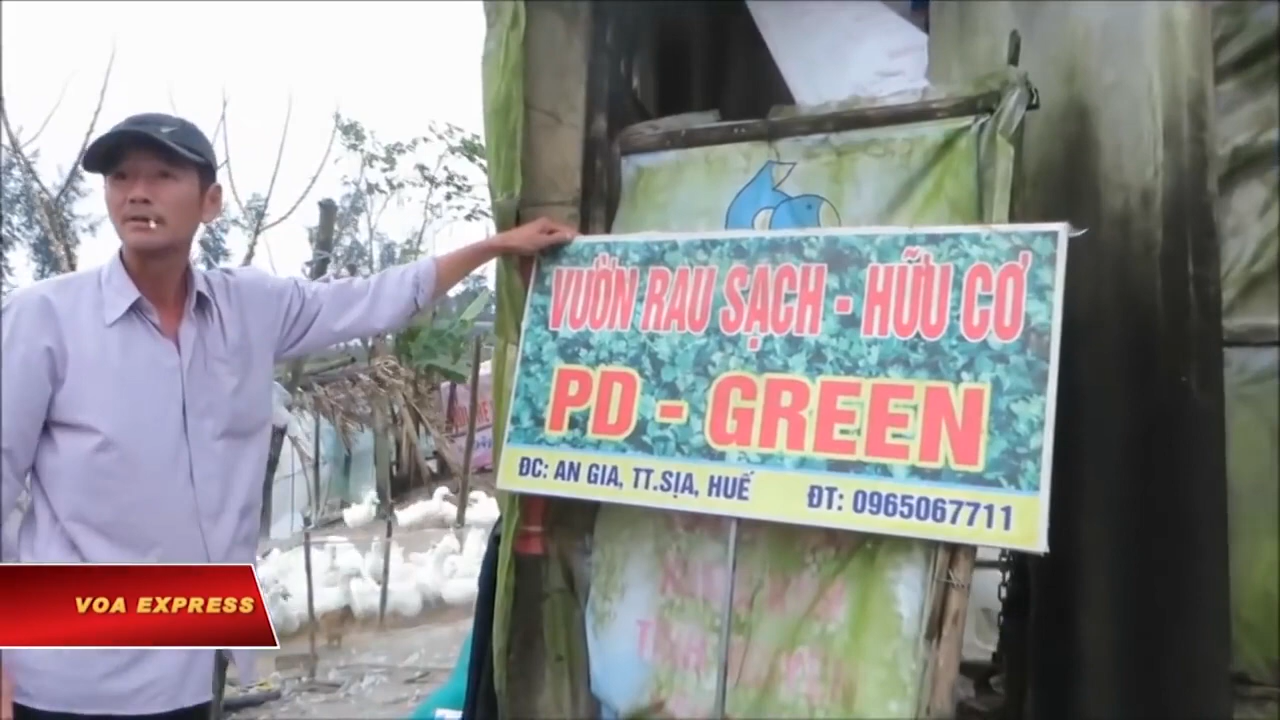 VƯỜN RAU SẠCH - HỮU CƠ
PD - GREEN
ĐC: AN GIA, TT.SỊA, HUẾ ĐT: 0965067711
VOA EXPRESS